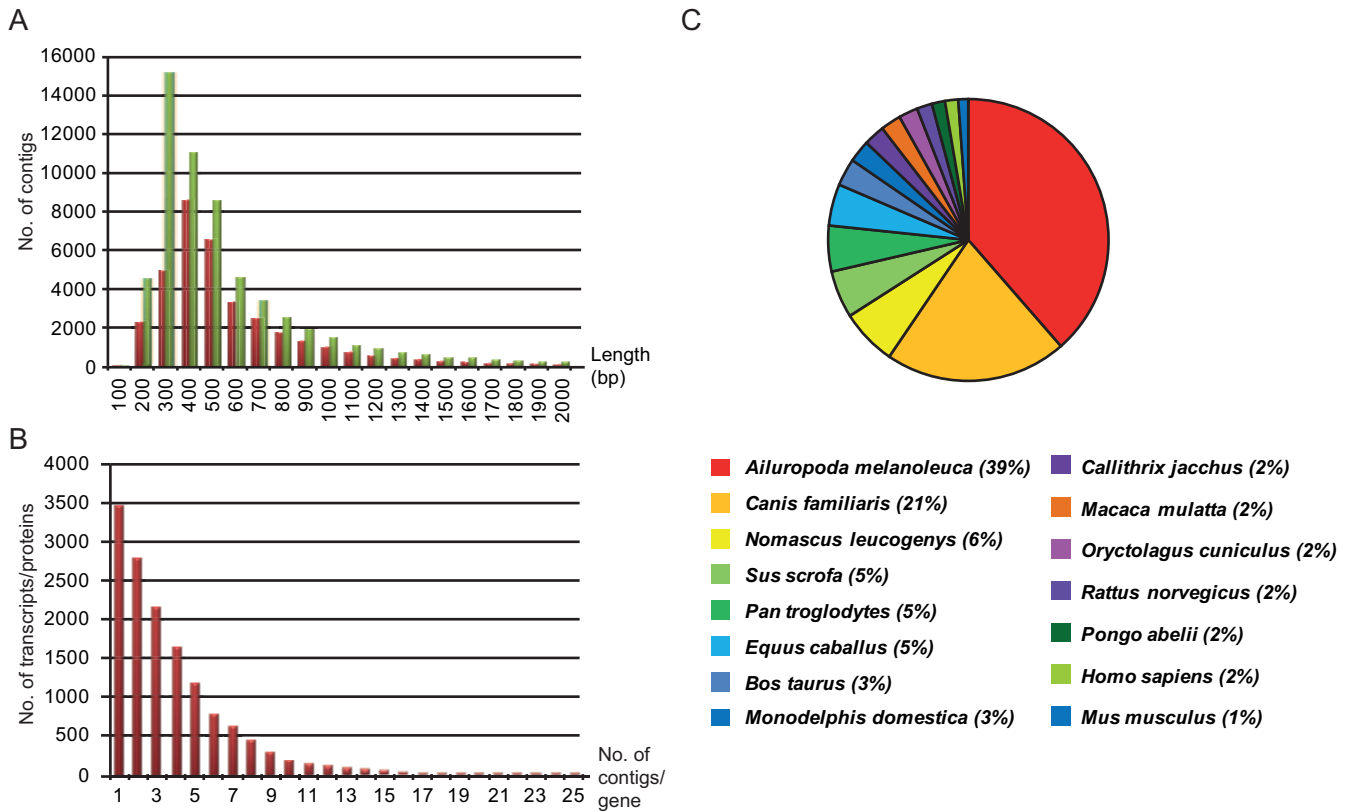 A
16000
14000
12000
10000
8000
6000
4000
2000
0
No. of contigs
100
200
300
400
500
600
700
800
900
1000
1100
1200
1300
1400
1500
1600
1700
1800
1900
2000
Length
(bp)
B
4000
3500
3000
2500
2000
1500
1000
500
0
No. of transcripts/proteins
1
3
5
7
9
11
13
15
17
19
21
23
25
No. of
contigs/
gene
C
Ailuropoda melanoleuca (39%)
Canis familiaris (21%)
Nomascus leucogenys (6%)
Sus scrofa (5%)
Pan troglodytes (5%)
Equus caballus (5%)
Bos taurus (3%)
Monodelphis domestica (3%)
Callithrix jacchus (2%)
Macaca mulatta (2%)
Oryctolagus cuniculus (2%)
Rattus norvegicus (2%)
Pongo abelii (2%)
Homo sapiens (2%)
Mus musculus (1%)